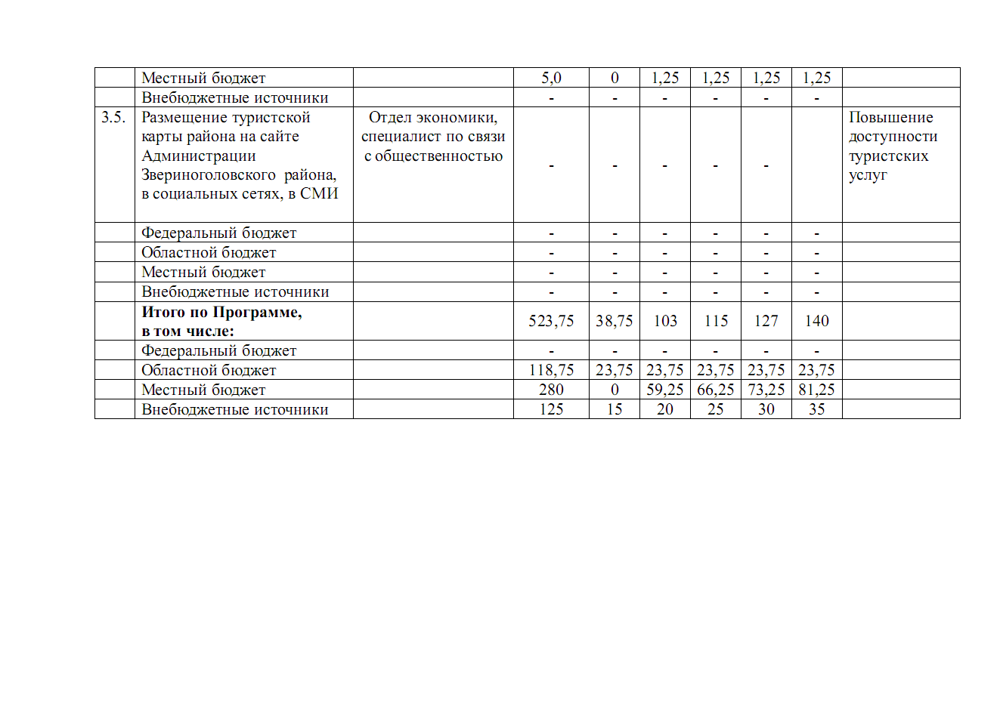 Местный бюджет 5,0 0 1,25 1,25 1,25 1,25
Внебюджетные источники - - - - - -
3.5. Размещение туристской Отдел экономики, Повышение
карты района на сайте специалист по связи доступности
Администрации с общественностью - - - - - туристских
Звериноголовского района, услуг
в социальных сетях, в СМИ
Федеральный бюджет - - - - - -
Областной бюджет - - - - - -
Местный бюджет - - - - - -
Внебюджетные источники - - - - - -
Итого по Программе,
в том числе: 523,75 38,75 103 115 127 140
Федеральный бюджет - - - - - -
Областной бюджет 118,75 23,75 23,75 23,75 23,75 23,75
Местный бюджет 280 0 59,25 66,25 73,25 81,25
Внебюджетные источники 125 15 20 25 30 35